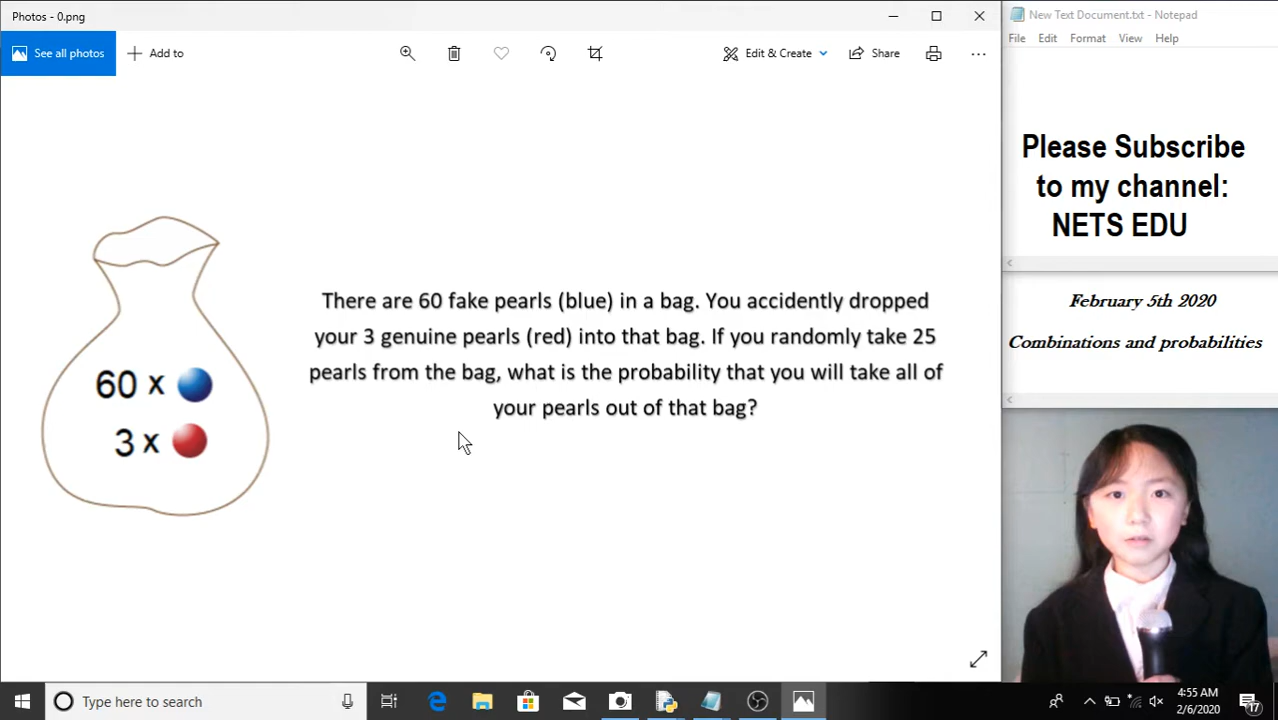 Photos - 0.png
See all photos
Add to
Edit & Create
Share
New Text Document.txt - Notepad
File Edit Format View Help
Please Subscribe
to my channel:
NETS EDU
February 5th 2020
Combinations and probabilities
There are 60 fake pearls (blue) in a bag. You accidently dropped
your 3 genuine pearls (red) into that bag. If you randomly take 25
pearls from the bag, what is the probability that you will take all of
your pearls out of that bag?
60 x
3 x
Type here to search
4:55 AM
2/6/2020
17